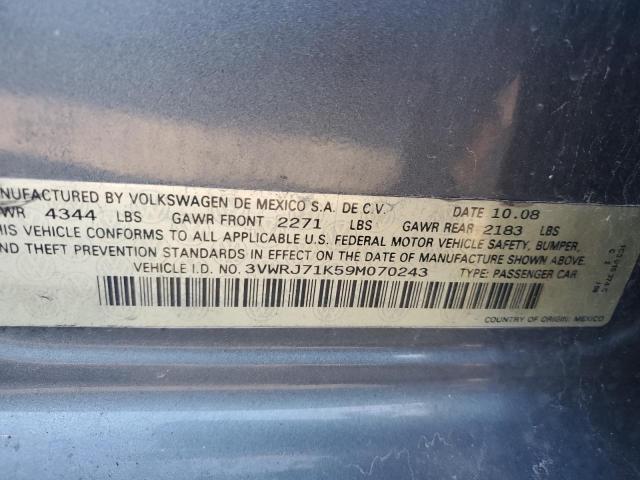 NUFACTURED BY VOLKSWAGEN DE MEXICO S.A. DE C.V. DATE 10.08
WR 4344 LBS GAWR FRONT 2271 LBS GAWR REAR 2183 LBS
HIS VEHICLE CONFORMS TO ALL APPLICABLE U.S. FEDERAL MOTOR VEHICLE SAFETY, BUMPER,
AND THEFT PREVENTION STANDARDS IN EFFECT ON THE DATE OF MANUFACTURE SHOWN ABOVE.
VEHICLE I.D. NO. 3VWRJ71K59M070243 TYPE: PASSENGER CAR
COUNTRY OF ORIGIN: MEXICO